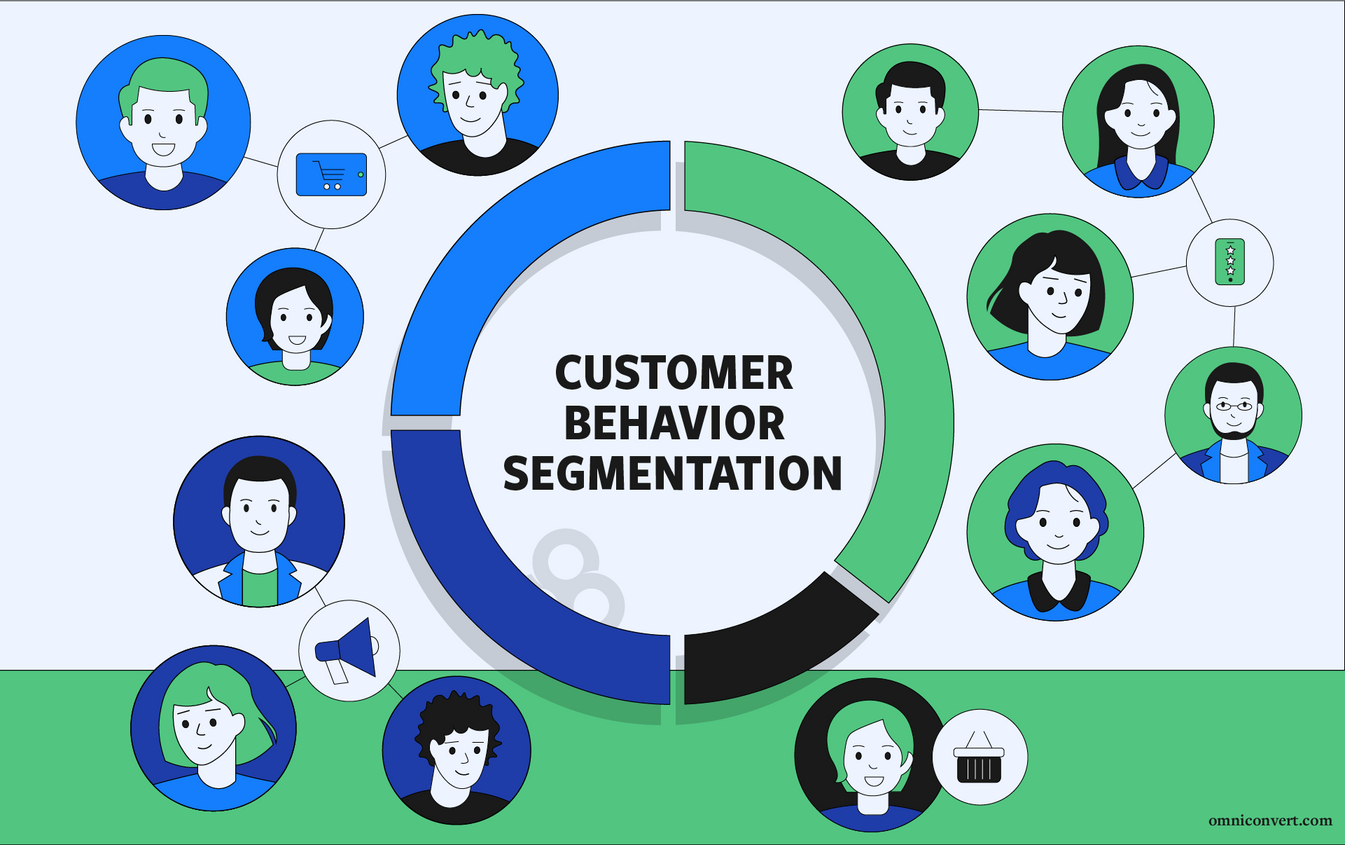 CUSTOMER
BEHAVIOR
SEGMENTATION
omniconvert.com